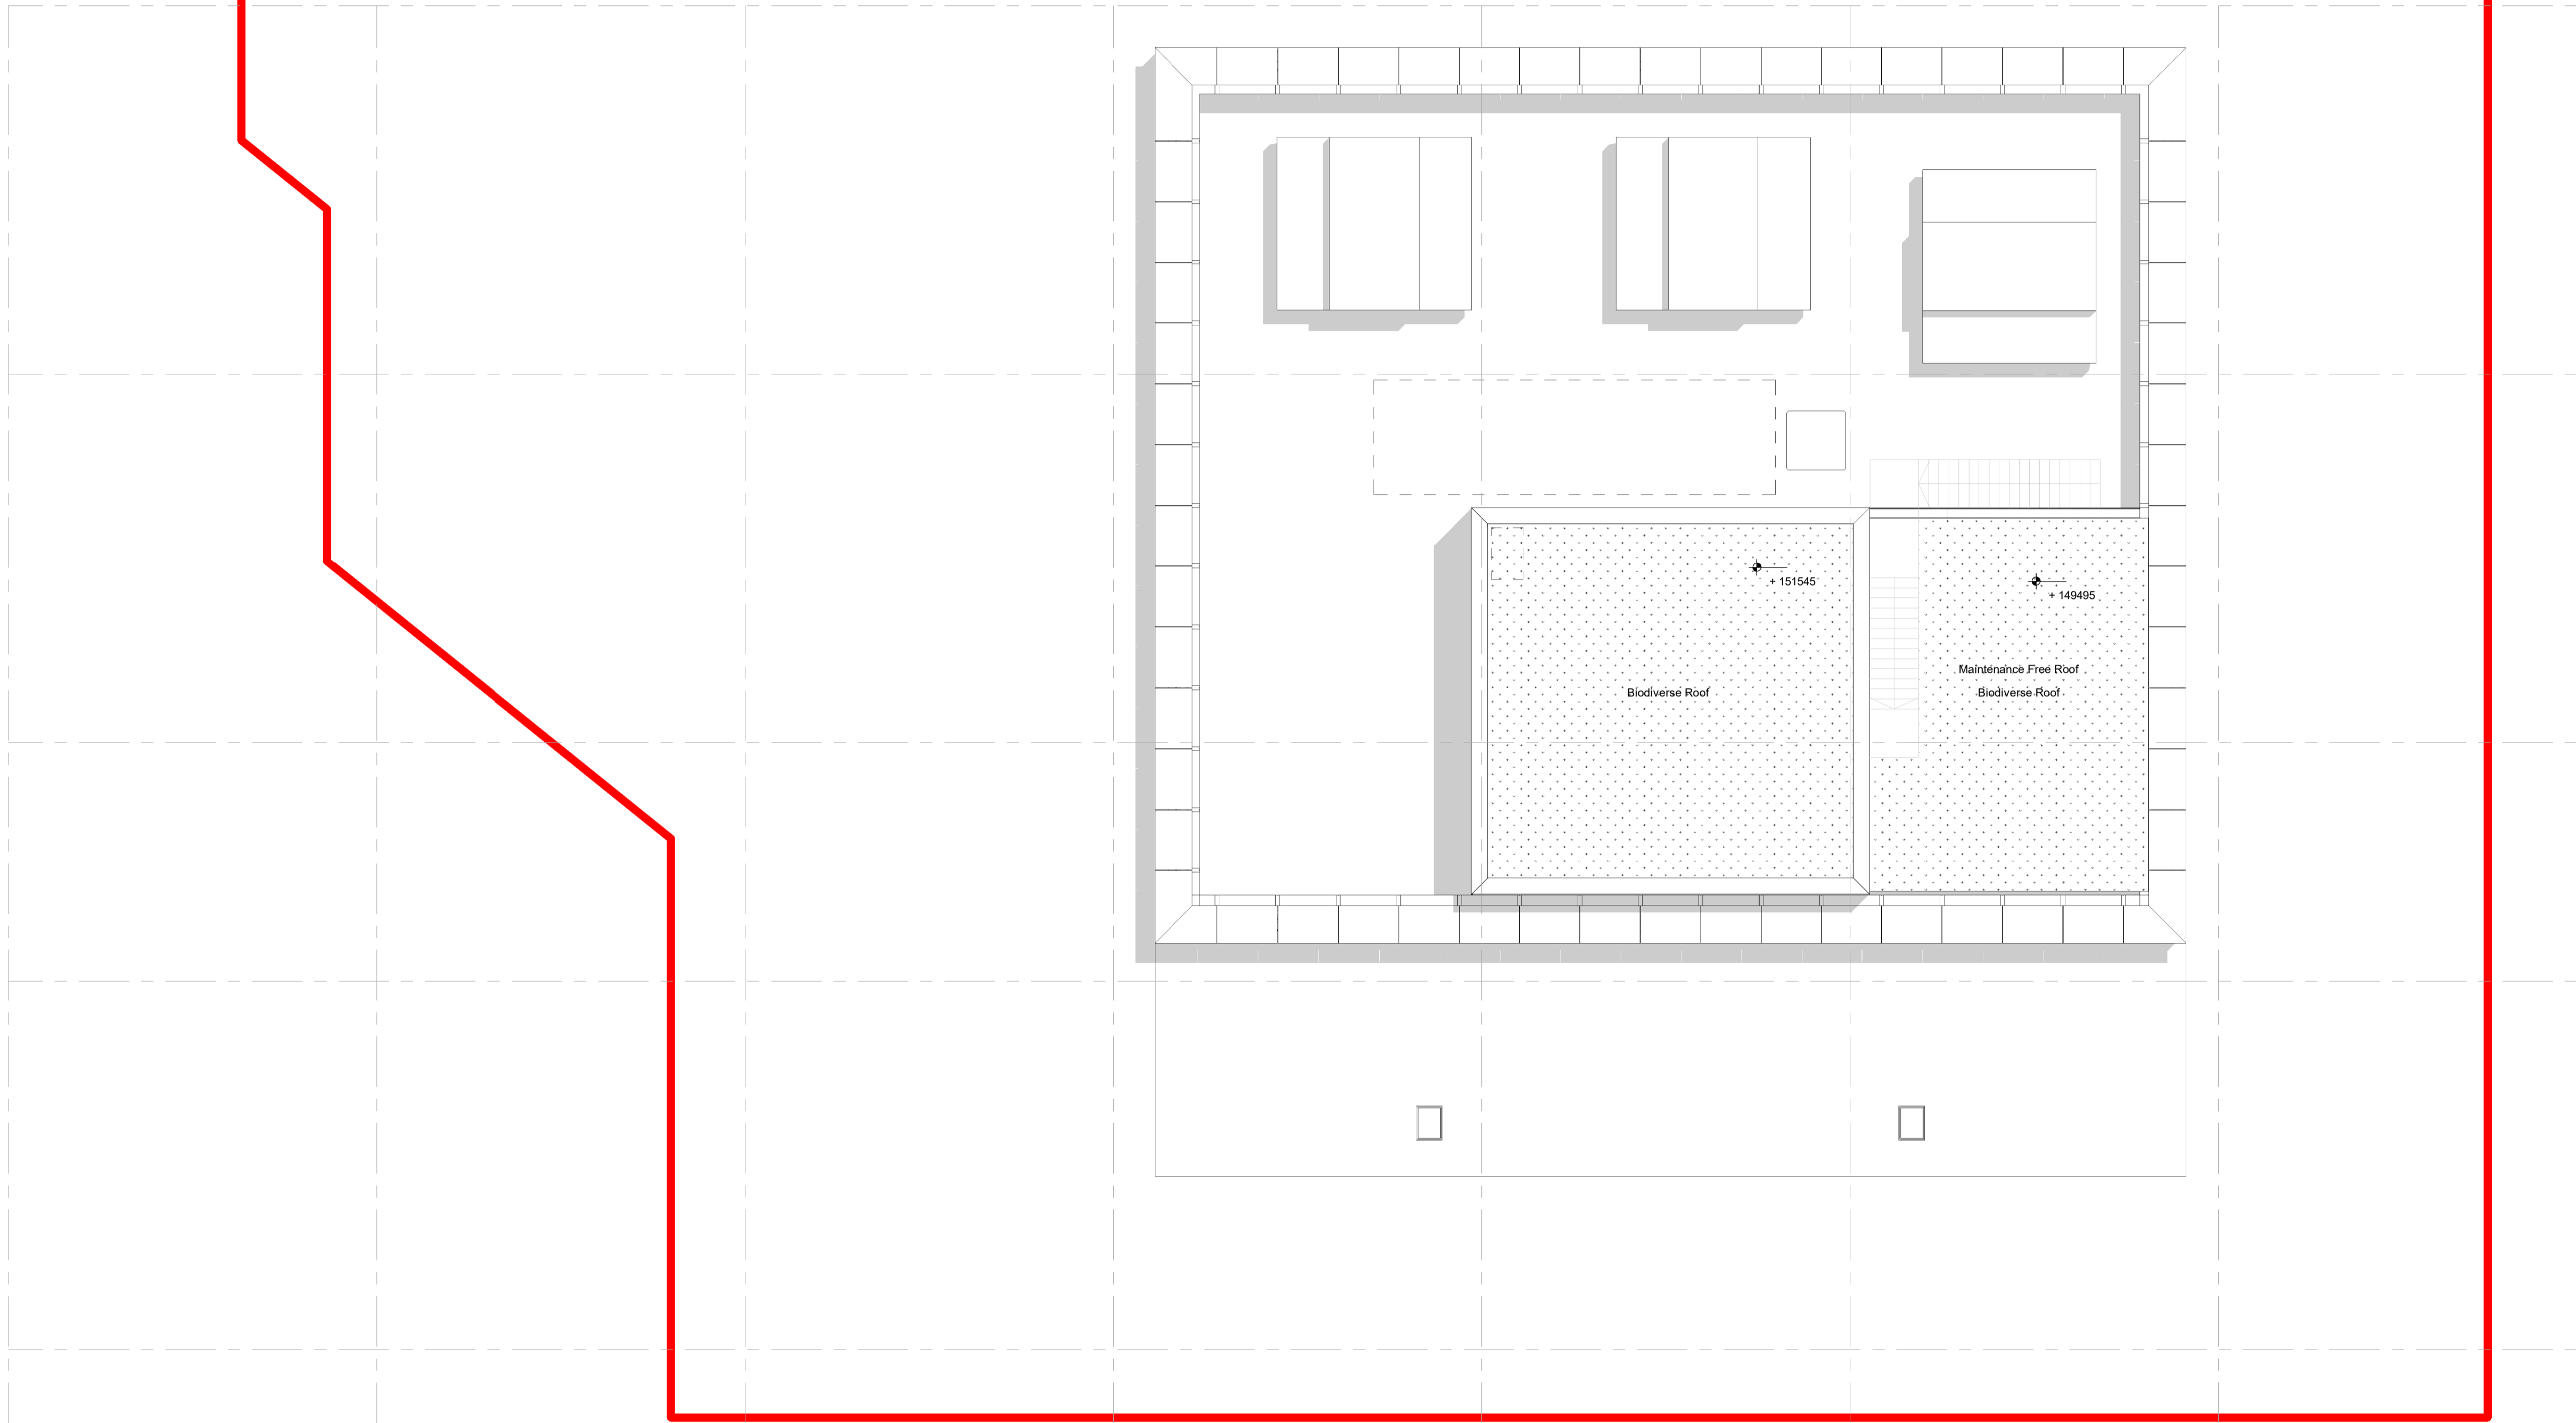 + 151545
+ 149495
Maintenance Free Roof
Biodiverse Roof
Biodiverse Roof